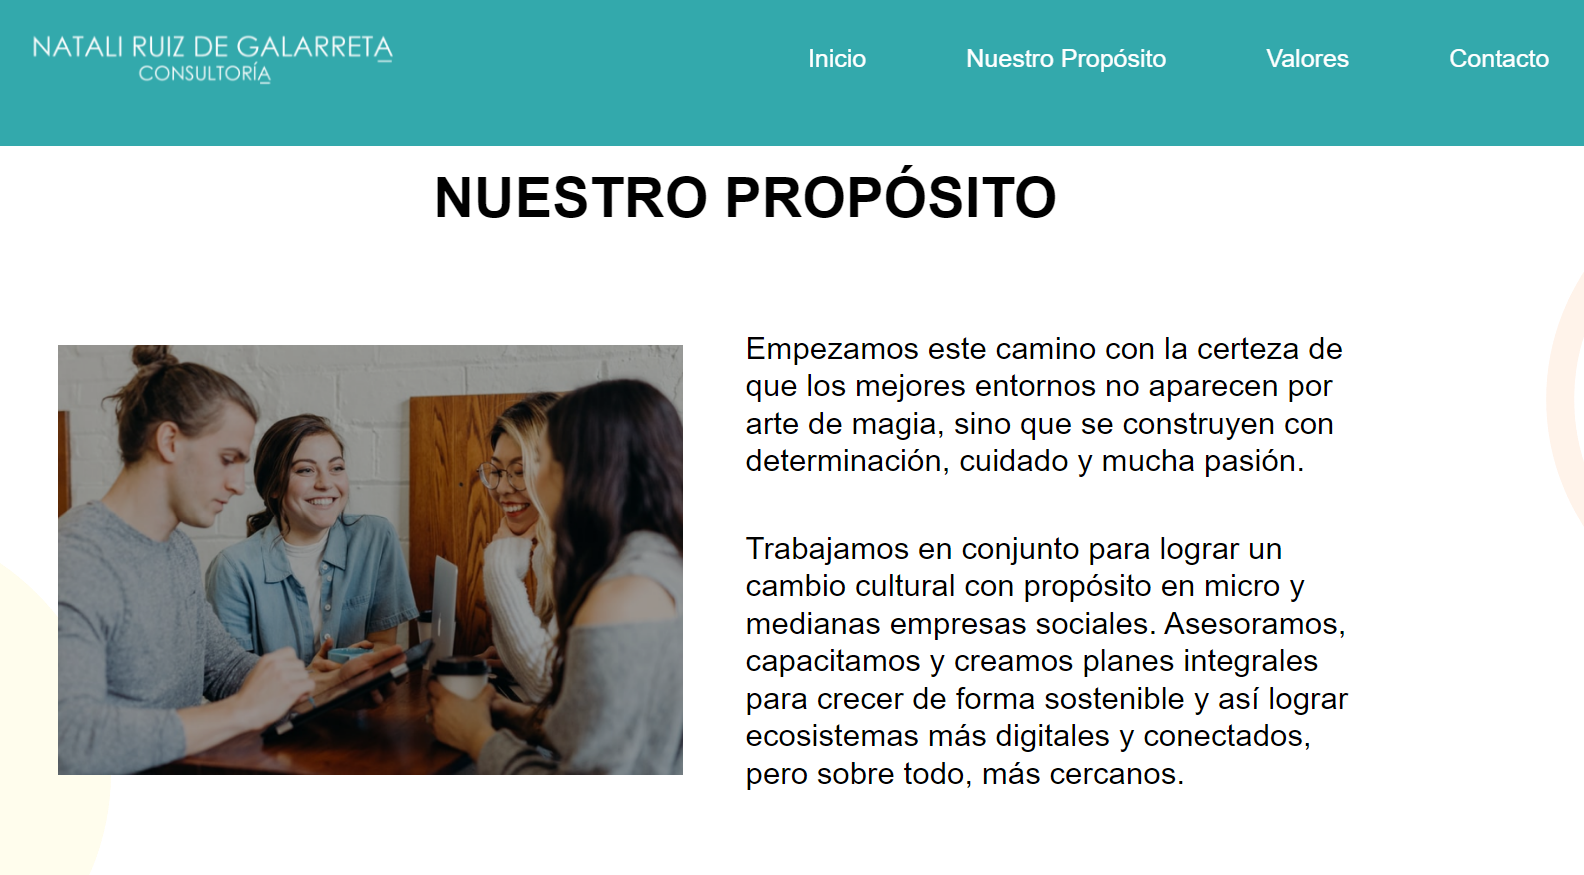 NATALI RUIZ DE GALARRETA
CONSULTORÍA
Inicio
Nuestro Propósito
Valores
Contacto
NUESTRO PROPÓSITO
Empezamos este camino con la certeza de
que los mejores entornos no aparecen por
arte de magia, sino que se construyen con
determinación, cuidado y mucha pasión.
Trabajamos en conjunto para lograr un
cambio cultural con propósito en micro y
medianas empresas sociales. Asesoramos,
capacitamos y creamos planes integrales
para crecer de forma sostenible y así lograr
ecosistemas más digitales y conectados,
pero sobre todo, más cercanos.